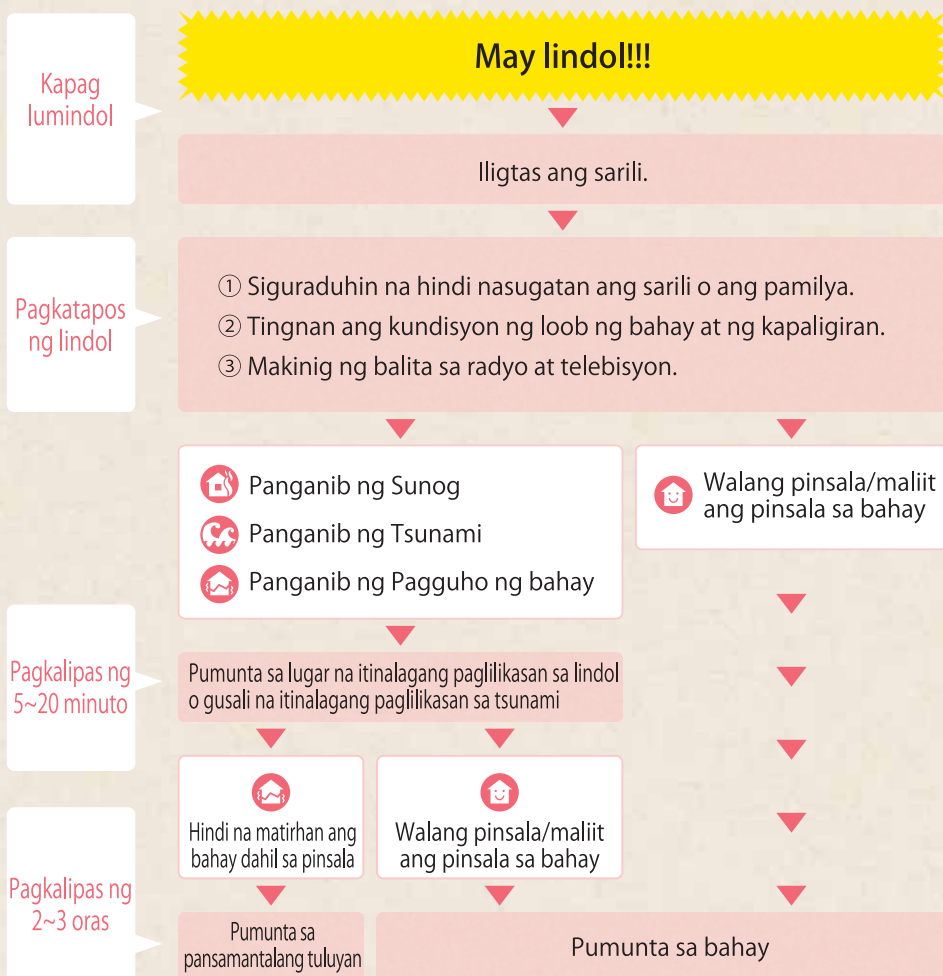 Kapag
lumindol
May lindol!!!
Iligtas ang sarili.
Pagkatapos
ng lindol
① Siguraduhin na hindi nasugatan ang sarili o ang pamilya.
② Tingnan ang kundisyon ng loob ng bahay at ng kapaligiran.
③ Makinig ng balita sa radyo at telebisyon.
Panganib ng Sunog
Panganib ng Tsunami
Panganib ng Pagguho ng bahay
Walang pinsala/maliit
ang pinsala sa bahay
Pagkalipas ng
5~20 minuto
Pumunta sa lugar na itinalagang paglilikasan sa lindol
o gusali na itinalagang paglilikasan sa tsunami
Hindi na matirhan ang
bahay dahil sa pinsala
Walang pinsala/maliit
ang pinsala sa bahay
Pagkalipas ng
2~3 oras
Pumunta sa
pansamantalang tuluyan
Pumunta sa bahay